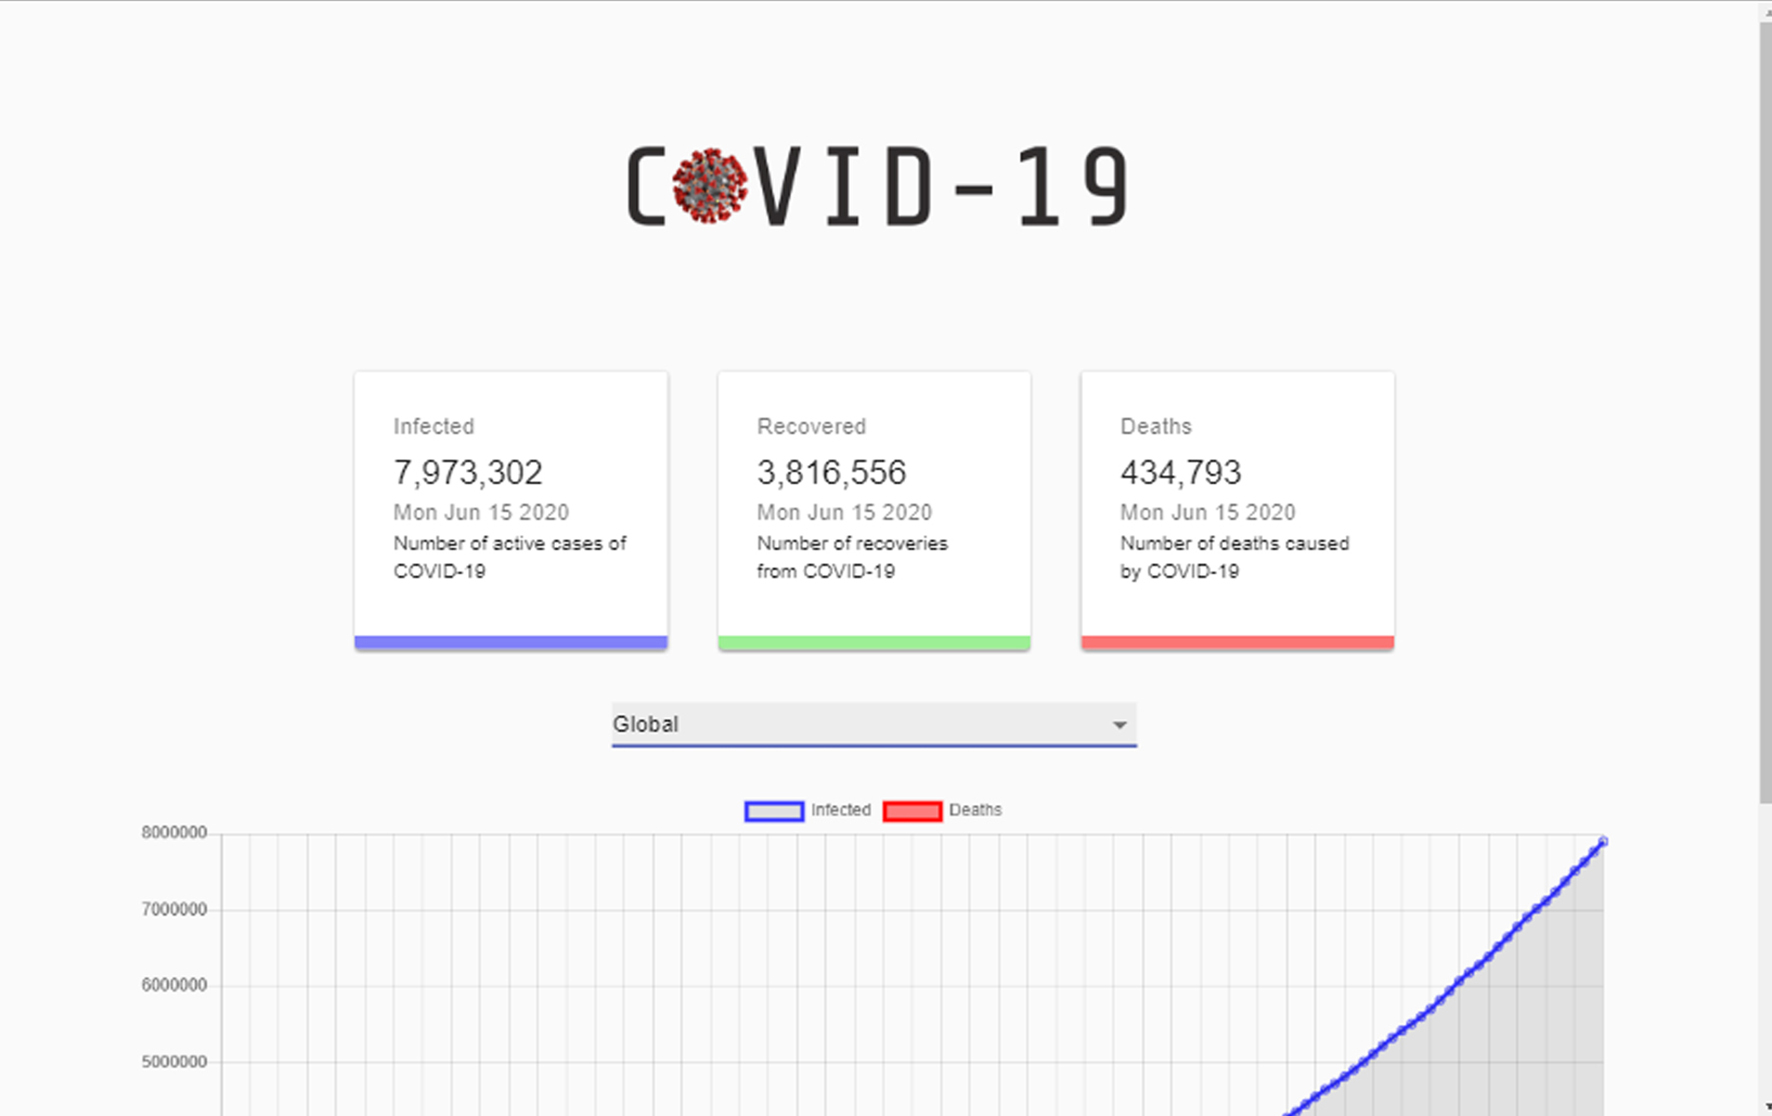 COVID-19
Infected
7,973,302
Mon Jun 15 2020
Number of active cases of
COVID-19
Recovered
3,816,556
Mon Jun 15 2020
Number of recoveries
from COVID-19
Deaths
434,793
Mon Jun 15 2020
Number of deaths caused
by COVID-19
Global
Infected Deaths
8000000
7000000
6000000
5000000